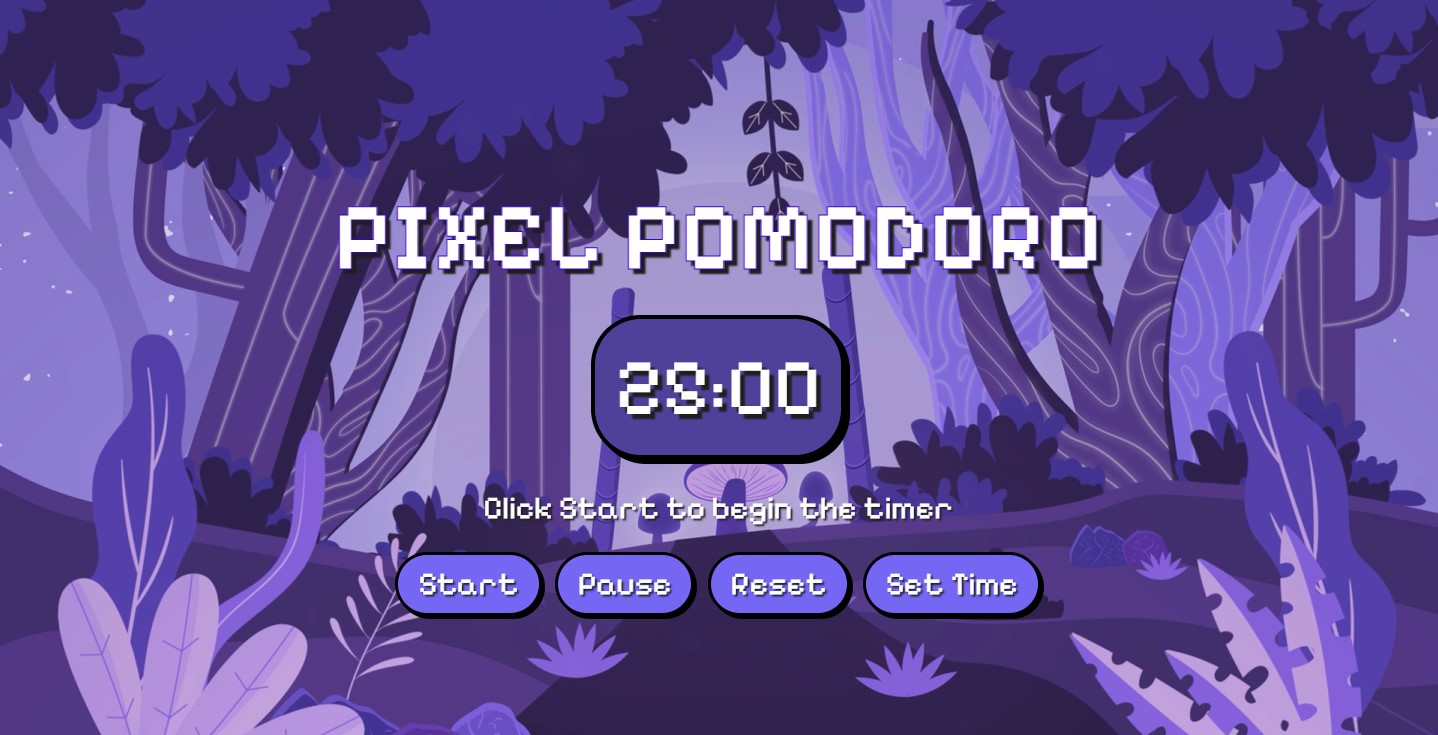 PIXEL POMODORO
25:00
Click Start to begin the timer
Start
Pause
Reset
Set Time